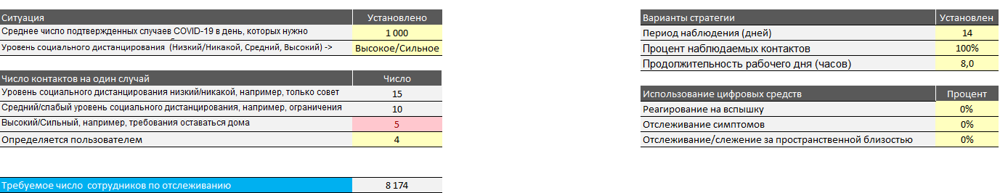 Ситуация Установлено
Среднее число подтвержденных случаев COVID-19 в день, которых нужно 1 000
Уровень социального дистанцирования (Низкий/Никакой, Средний, Высокий) -> Высокое/Сильное
Число контактов на один случай Число
Уровень социального дистанцирования низкий/никакой, например, только совет 15
Средний/слабый уровень социального дистанцирования, например, ограничения 10
Высокий/Сильный, например, требования оставаться дома 5
Определяется пользователем 4
Требуемое число сотрудников по отслеживанию 8 174
Варианты стратегии Установлен
Период наблюдения (дней) 14
Процент наблюдаемых контактов 100%
Продолжительность рабочего дня (часов) 8,0
Использование цифровых средств Процент
Реагирование на вспышку 0%
Отслеживание симптомов 0%
Отслеживание/слежение за пространственной близостью 0%